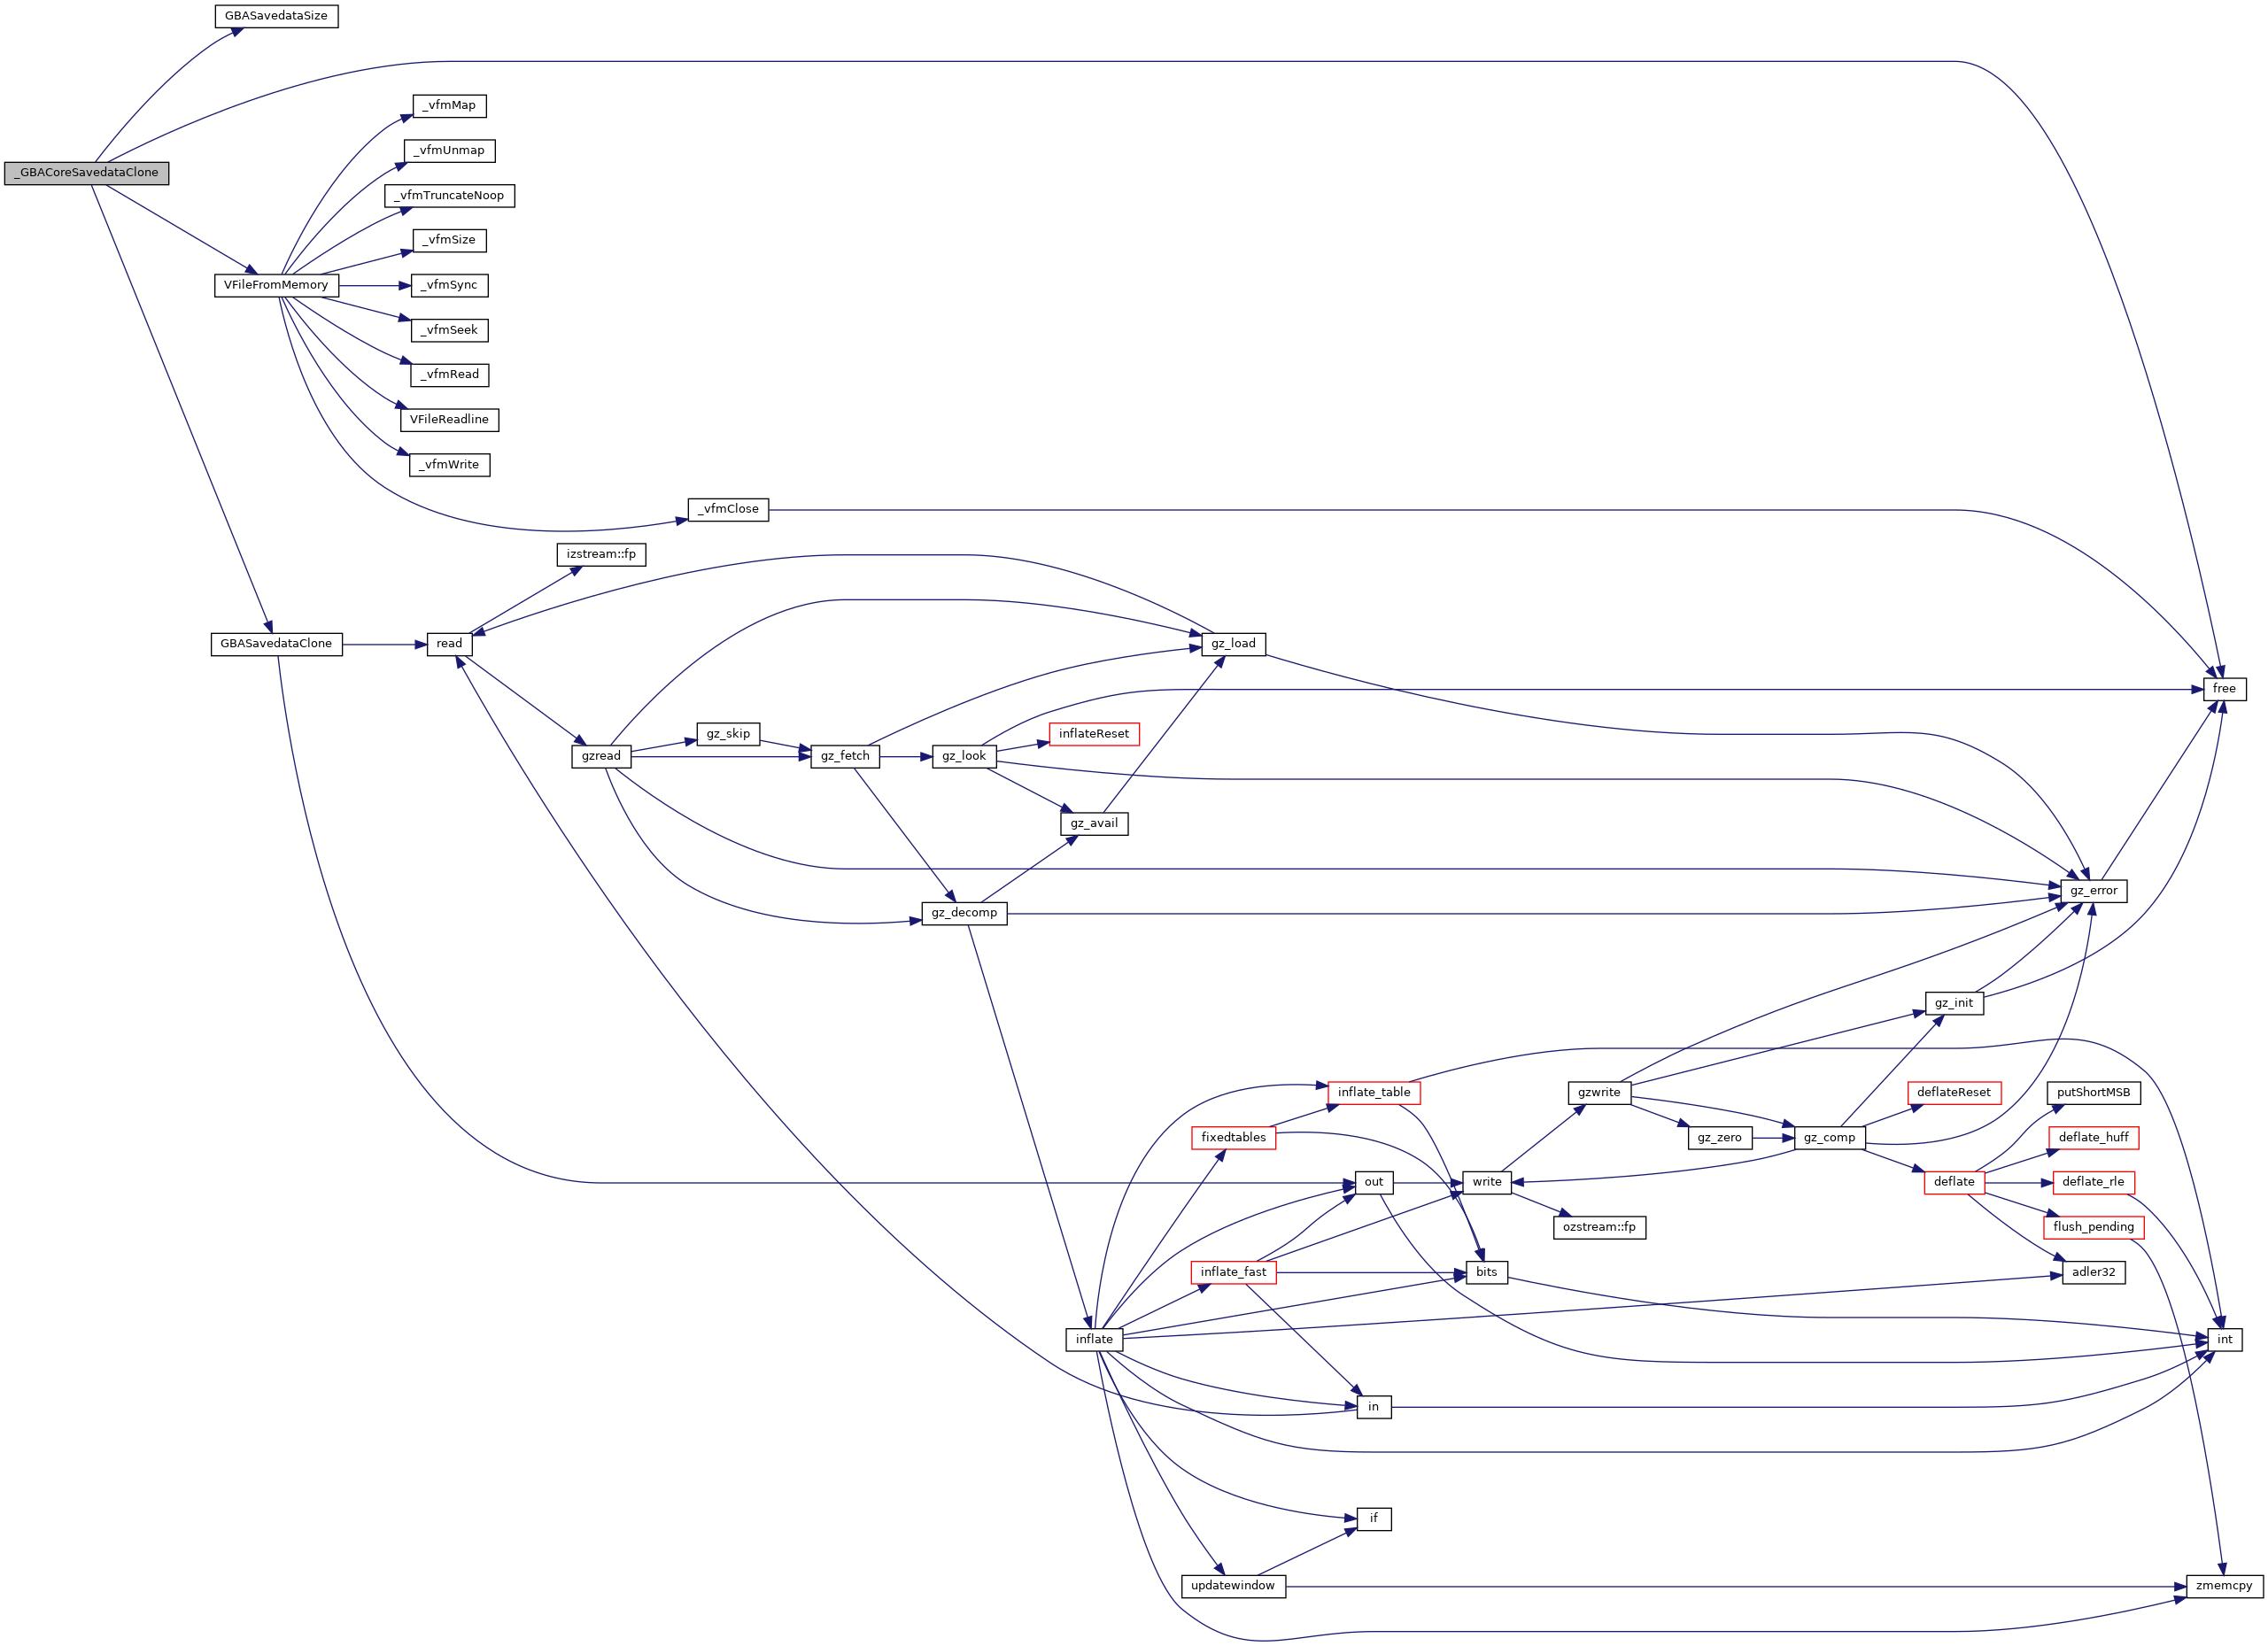 GBASavedataSize
_vfmMap
_vfmUnmap
_GBACoreSavedataClone
_vfmTruncateNoop
_vfmSize
VFileFromMemory
_vfmSync
_vfmSeek
_vfmRead
VFileReadline
_vfmWrite
_vfmClose
izstream::fp
GBASavedataClone
read
gz_load
free
gz_skip
inflateReset
gzread
gz_fetch
gz_look
gz_avail
gz_error
gz_decomp
gz_init
inflate_table
gzwrite
deflateReset
putShortMSB
fixedtables
gz_zero
gz_comp
deflate_huff
out
write
deflate
deflate_rle
ozstream::fp
flush_pending
inflate_fast
bits
adler32
inflate
int
in
if
updatewindow
zmemcpy